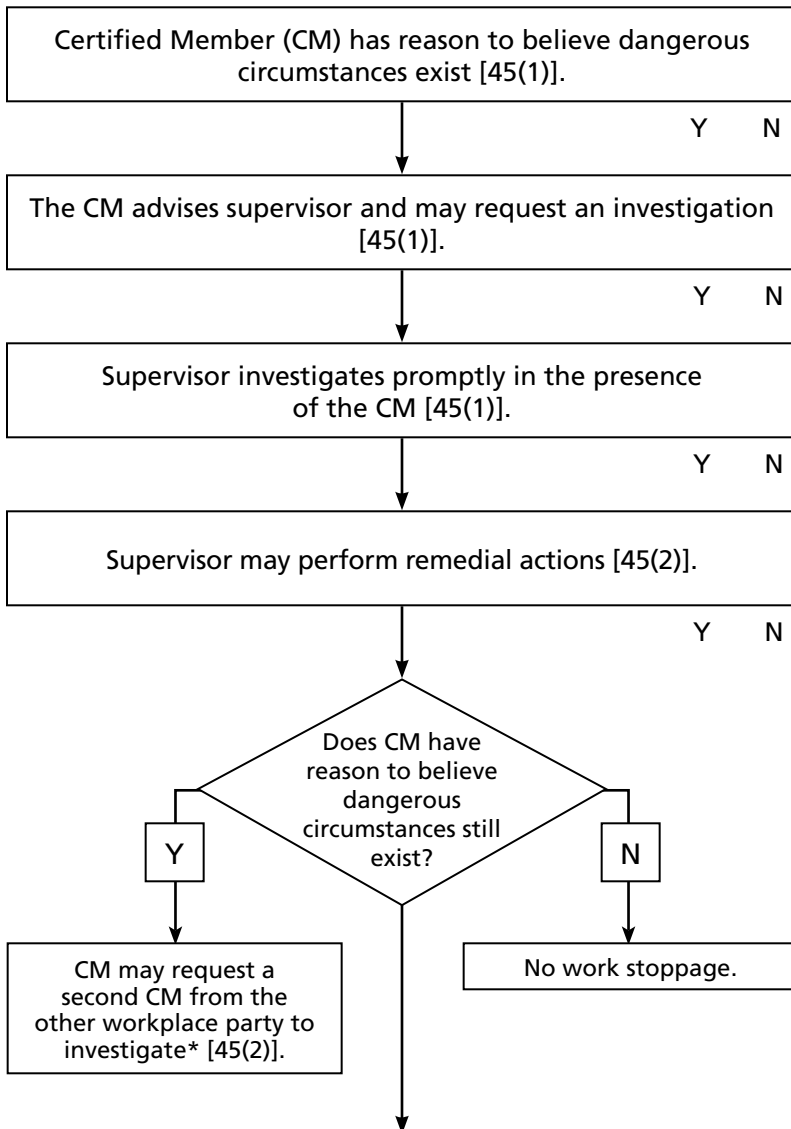 Certified Member (CM) has reason to believe dangerous
circumstances exist [45(1)].
Y N
The CM advises supervisor and may request an investigation
[45(1)].
Y N
Supervisor investigates promptly in the presence
of the CM [45(1)].
Y N
Supervisor may perform remedial actions [45(2)].
Y N
Does CM have
reason to believe
dangerous
circumstances still
exist?
Y
N
CM may request a
second CM from the
other workplace party to
investigate* [45(2)].
No work stoppage.